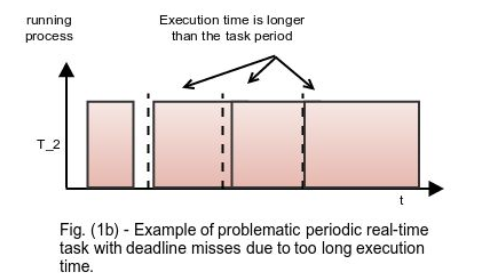 running
process
Execution time is longer
than the task period
T_2
t
Fig. (1b) - Example of problematic periodic real-time
task with deadline misses due to too long execution
time.